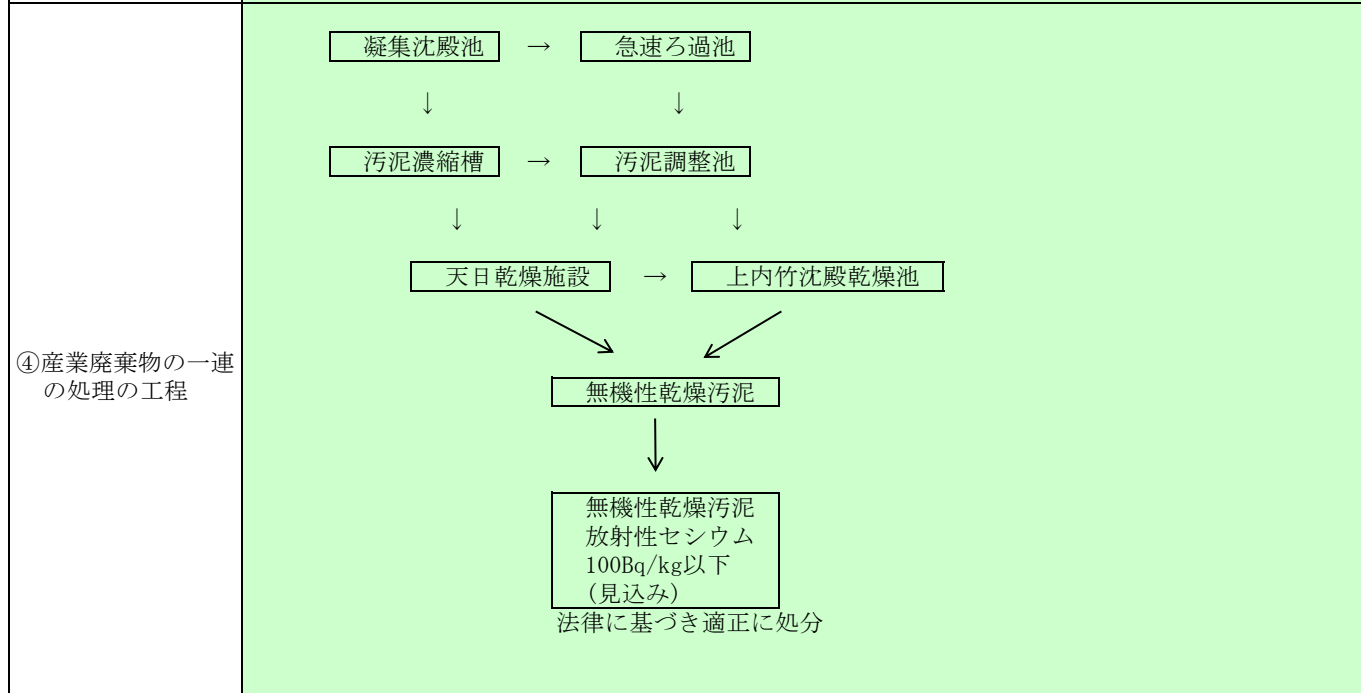 ④産業廃棄物の一連
の処理の工程
凝集沈殿池 → 急速ろ過池
↓ ↓
汚泥濃縮槽 → 汚泥調整池
↓ ↓ ↓
天日乾燥施設 → 上内竹沈殿乾燥池
無機性乾燥汚泥
無機性乾燥汚泥
放射性セシウム
100Bq/kg以下
(見込み)
法律に基づき適正に処分